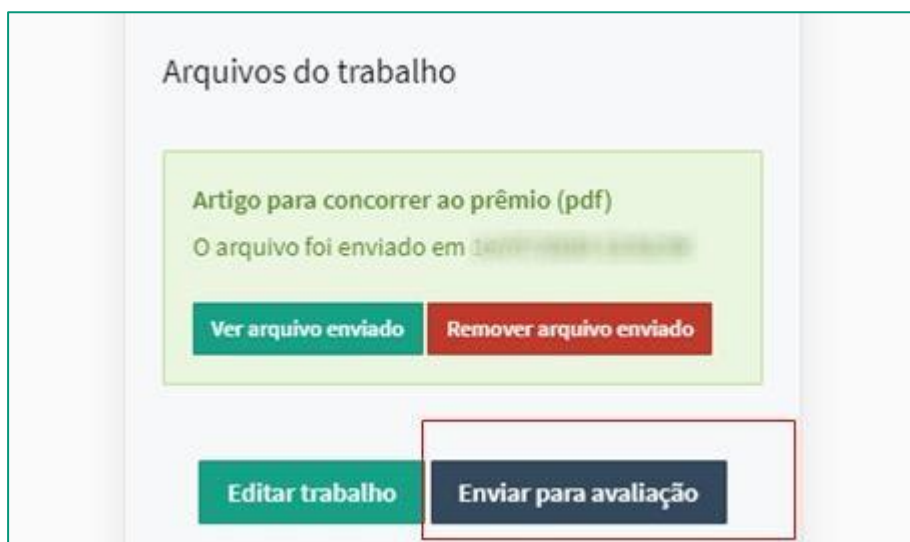 Arquivos do trabalho
Artigo para concorrer ao prêmio (pdf)
O arquivo foi enviado em
Ver arquivo enviado Remover arquivo enviado
Editar trabalho Enviar para avaliação